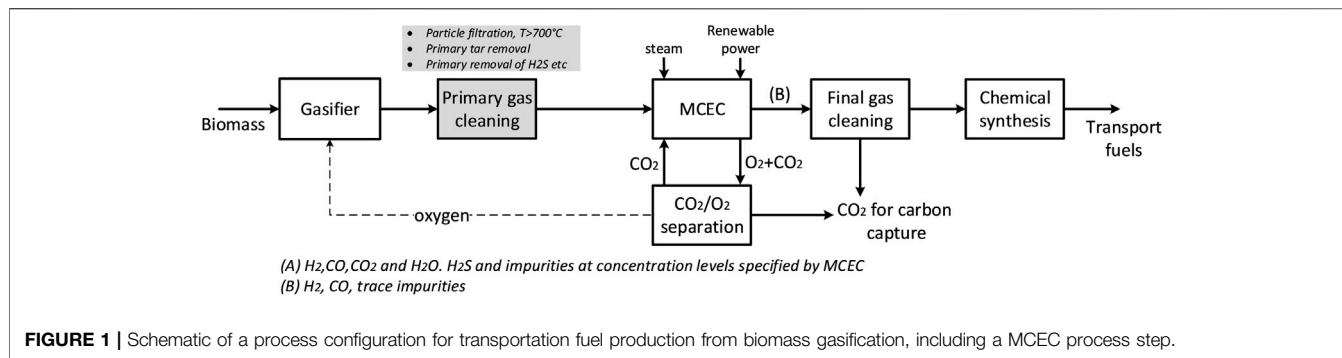 • Particle filtration, T>700°C
• Primary tar removal
• Primary removal of H2S etc
steam
Renewable
power
Biomass
Gasifier
Primary gas
cleaning
MCEC
(B)
Final gas
cleaning
Chemical
synthesis
Transport
fuels
CO2
O2+CO2
oxygen
CO2/O2
separation
CO2 for carbon
capture
(A) H2,CO,CO2 and H2O. H2S and impurities at concentration levels specified by MCEC
(B) H2, CO, trace impurities
FIGURE 1 | Schematic of a process configuration for transportation fuel production from biomass gasification, including a MCEC process step.